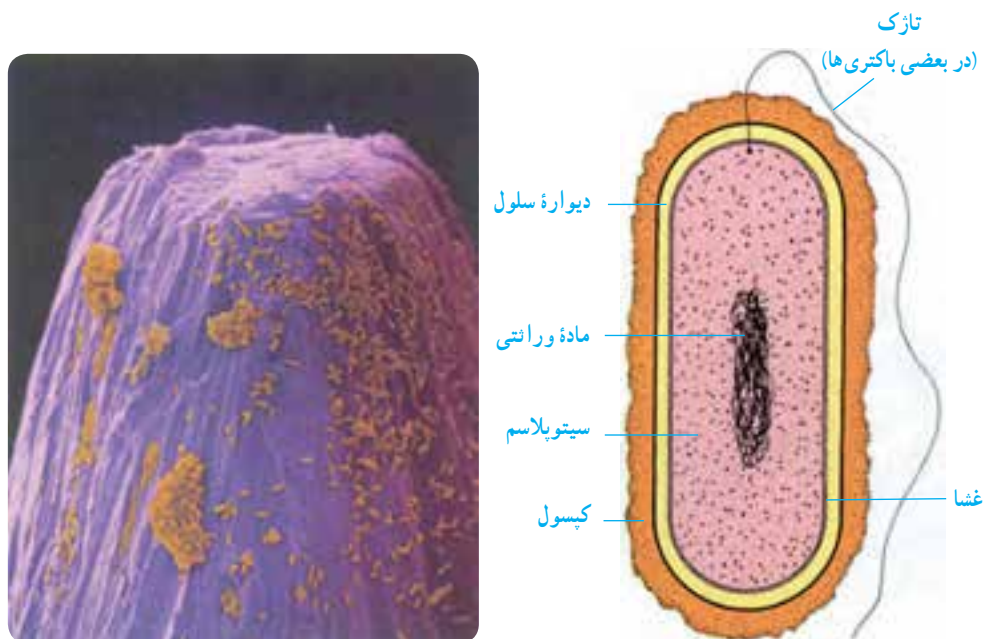 تاژک
(در بعضی باکتری‌ها)
دیوارهٔ سلول
مادهٔ وراثتی
سیتوپلاسم
کپسول
غشا